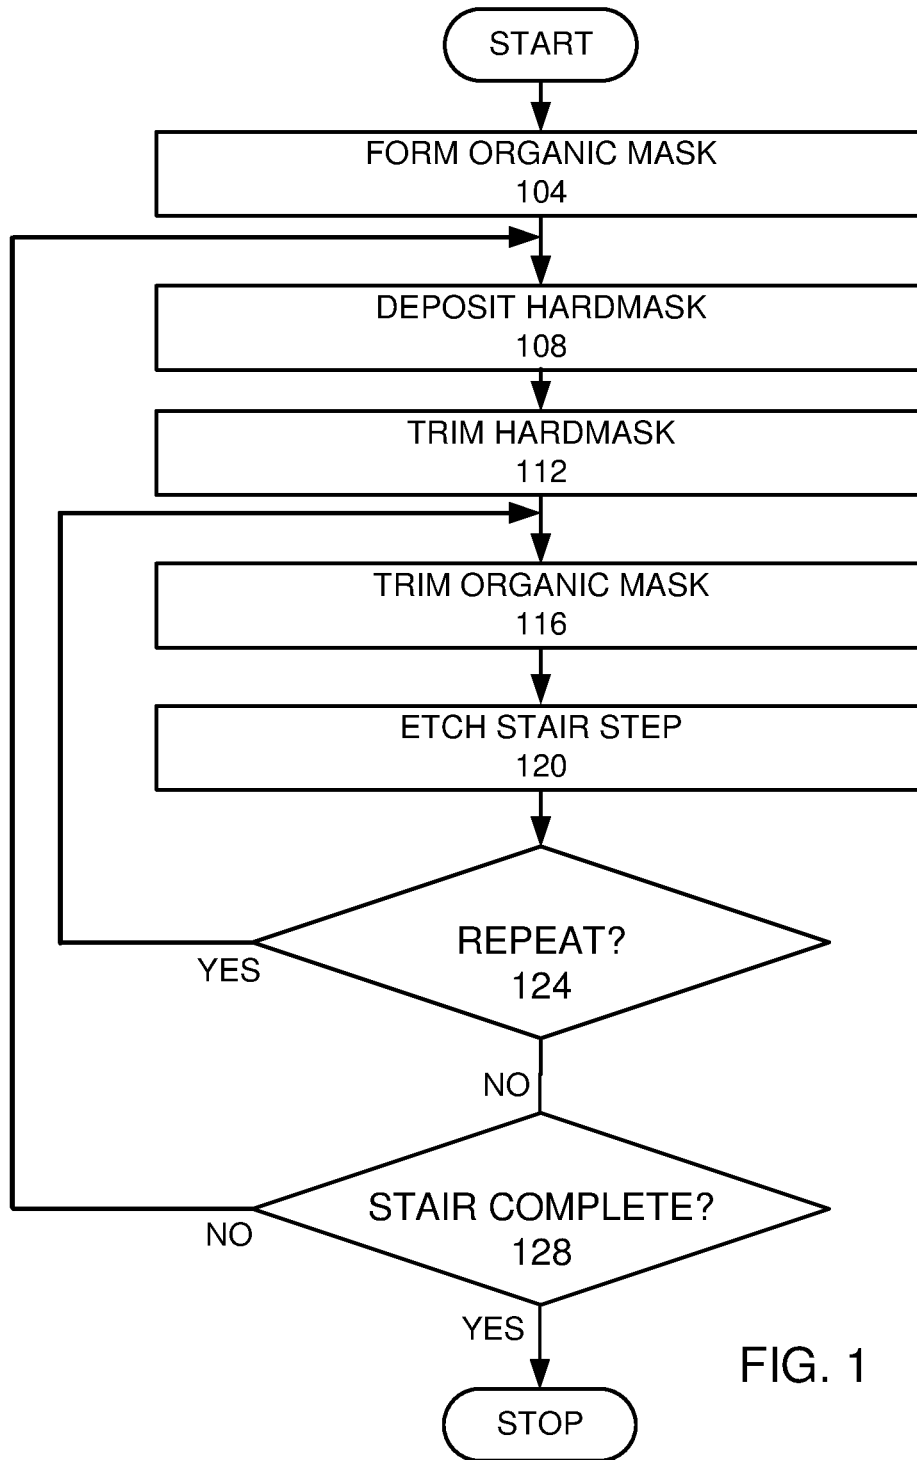 START
FORM ORGANIC MASK
104
DEPOSIT HARDMASK
108
TRIM HARDMASK
112
TRIM ORGANIC MASK
116
ETCH STAIR STEP
120
REPEAT?
124
YES
NO
STAIR COMPLETE?
128
NO
YES
STOP
FIG. 1